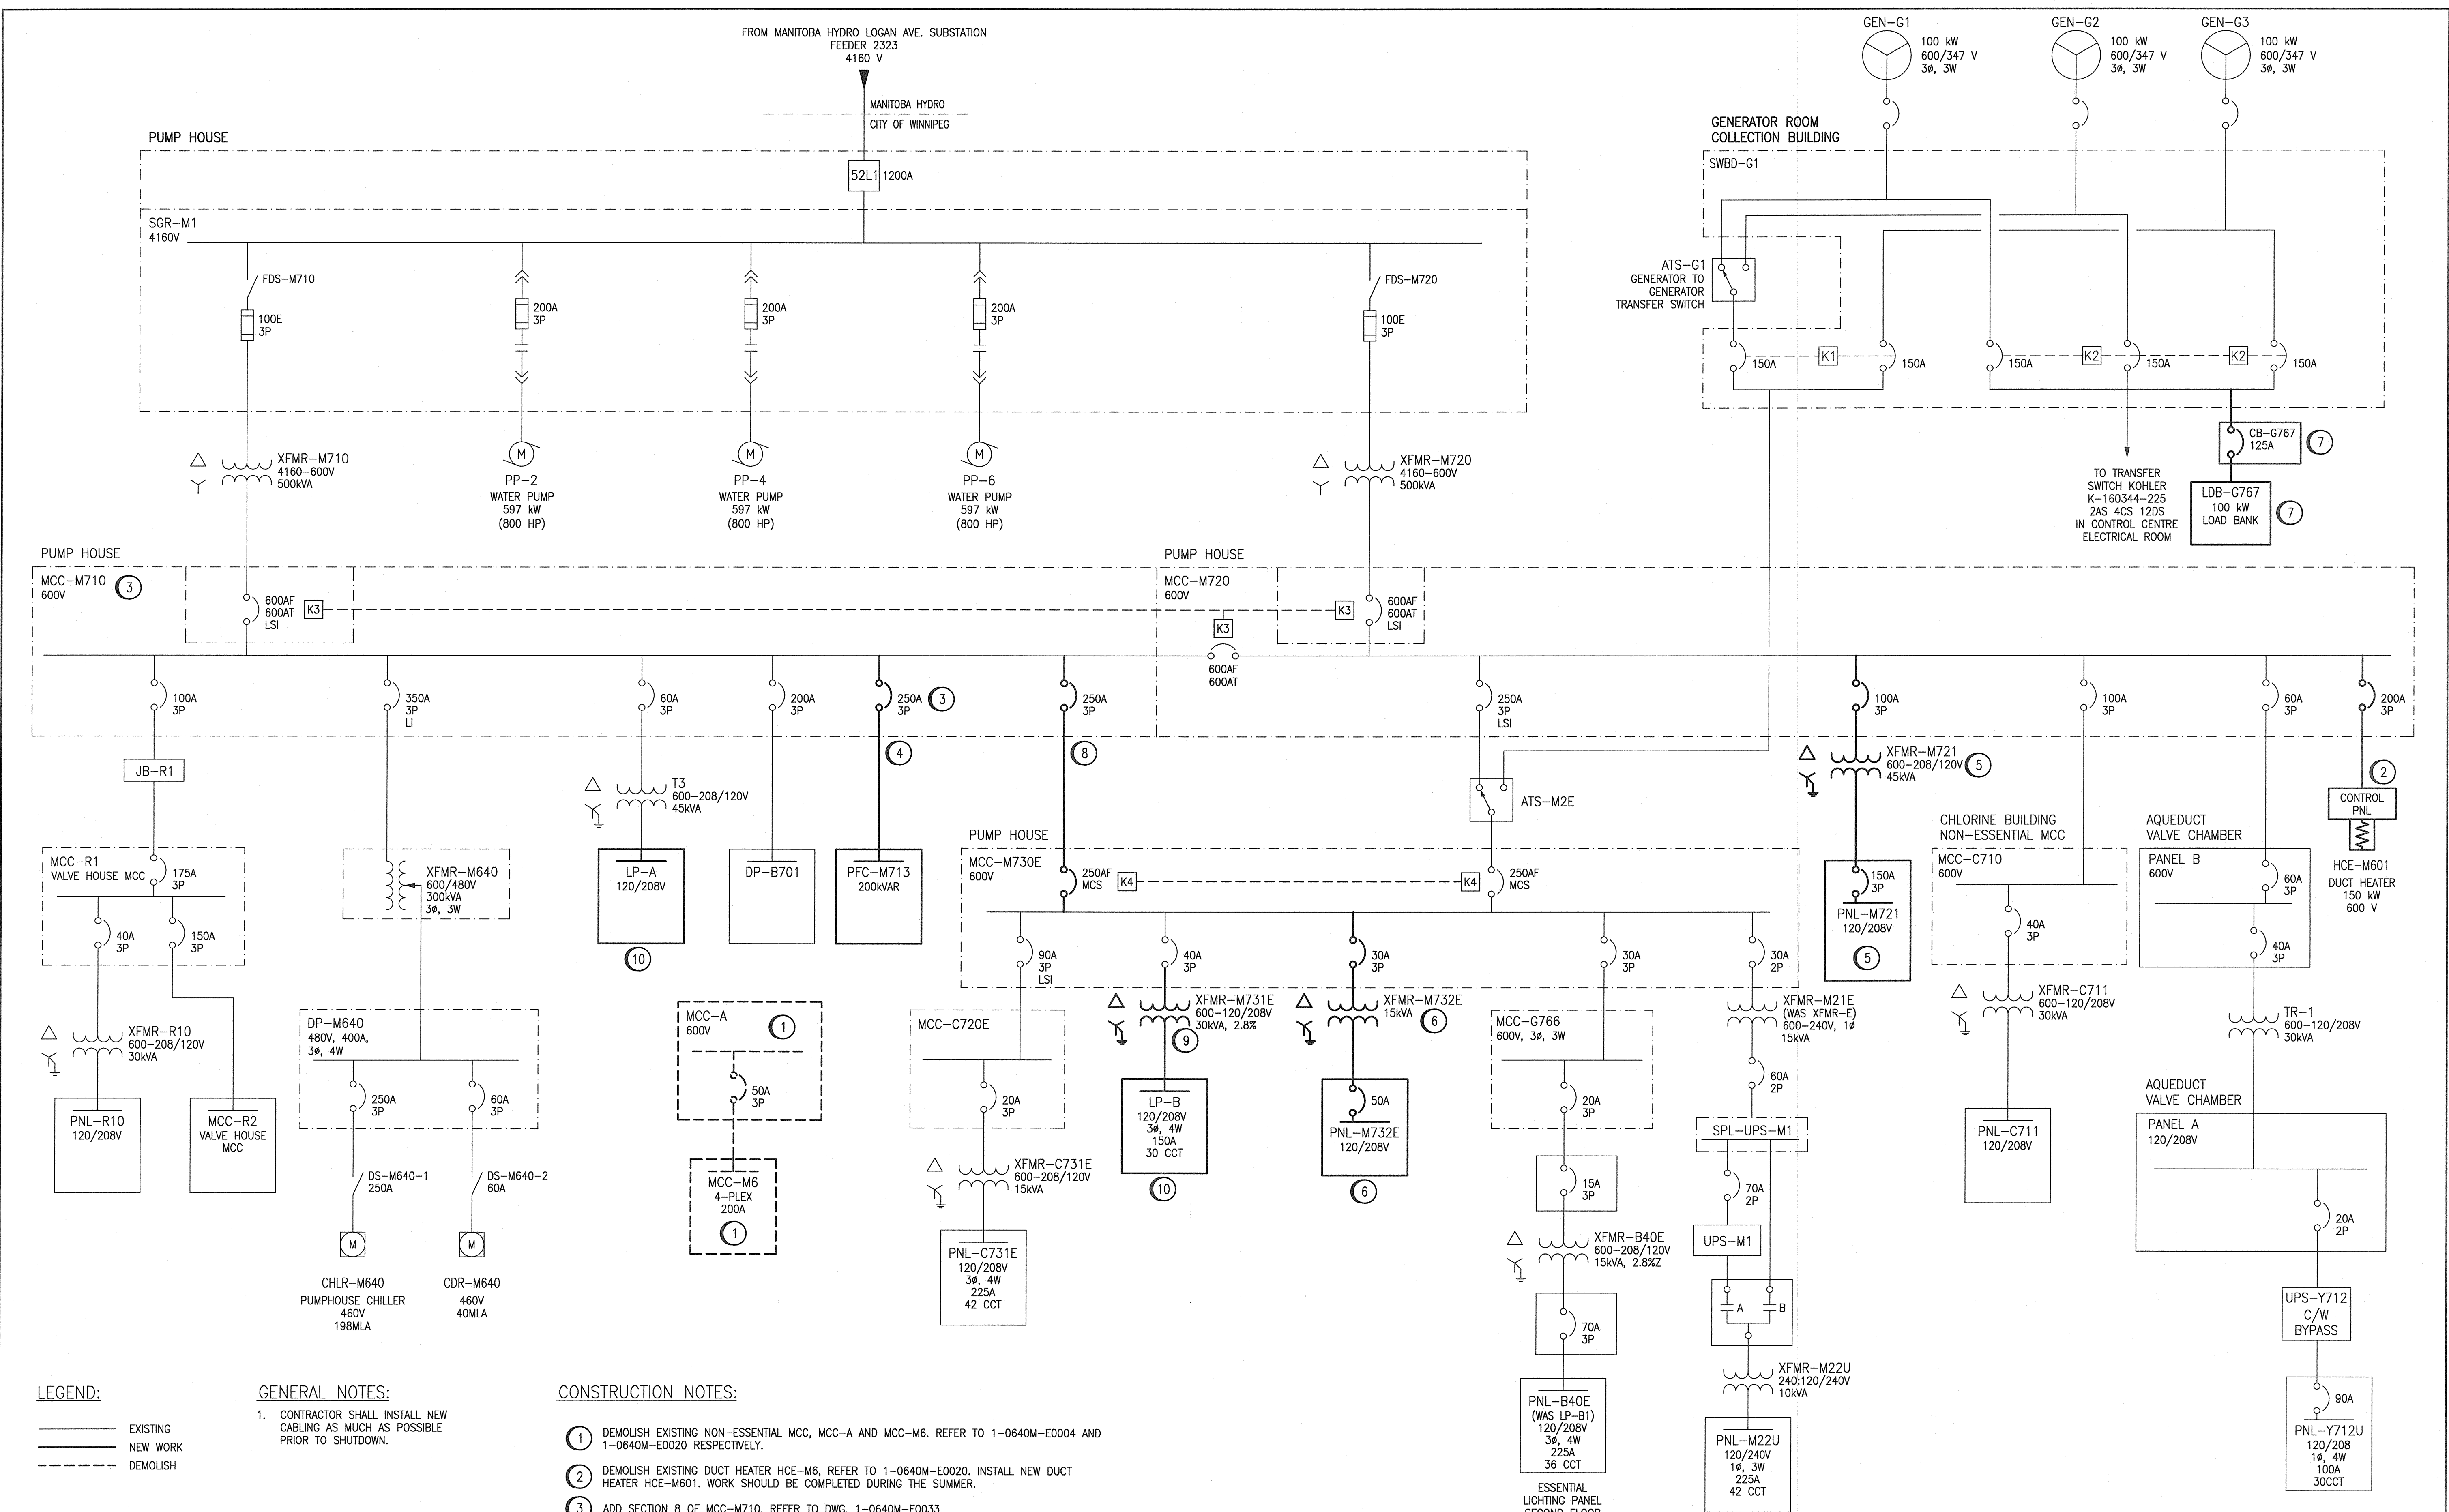 FROM MANITOBA HYDRO LOGAN AVE. SUBSTATION
FEEDER 2323
4160 V
MANITOBA HYDRO
CITY OF WINNIPEG
PUMP HOUSE
52L1
1200A
SGR-M1
4160V
FDS-M710
100E
3P
200A
3P
200A
3P
200A
3P
FDS-M720
100E
3P
XFMR-M710
4160-600V
500kVA
M
PP-2
WATER PUMP
597 kW
(800 HP)
M
PP-4
WATER PUMP
597 kW
(800 HP)
M
PP-6
WATER PUMP
597 kW
(800 HP)
XFMR-M720
4160-600V
500kVA
GEN-G1
100 kW
600/347 V
3ø, 3W
GEN-G2
100 kW
600/347 V
3ø, 3W
GEN-G3
100 kW
600/347 V
3ø, 3W
GENERATOR ROOM
COLLECTION BUILDING
SWBD-G1
ATS-G1
GENERATOR TO
GENERATOR
TRANSFER SWITCH
150A
K1
150A
150A
K2
150A
K2
150A
CB-G767
125A
7
TO TRANSFER
SWITCH KOHLER
K-160344-225
2AS 4CS 12DS
IN CONTROL CENTRE
ELECTRICAL ROOM
LDB-G767
100 kW
LOAD BANK
7
PUMP HOUSE
MCC-M710
600V
3
600AF
600AT
LSI
K3
PUMP HOUSE
MCC-M720
600V
K3
K3
600AF
600AT
LSI
600AF
600AT
100A
3P
350A
3P
LI
60A
3P
200A
3P
250A
3P
3
250A
3P
250A
3P
LSI
100A
3P
100A
3P
60A
3P
200A
3P
4
8
JB-R1
T3
600-208/120V
45kVA
ATS-M2E
XFMR-M721
600-208/120V
45kVA
5
2
CONTROL
PNL
HCE-M601
DUCT HEATER
150 kW
600 V
MCC-R1
VALVE HOUSE MCC
175A
3P
40A
3P
150A
3P
XFMR-M640
600/480V
300kVA
3ø, 3W
LP-A
120/208V
10
DP-B701
PFC-M713
200kVAR
PUMP HOUSE
MCC-M730E
600V
250AF
MCS
K4
K4
250AF
MCS
90A
3P
LSI
40A
3P
30A
3P
30A
3P
30A
2P
150A
3P
PNL-M721
120/208V
5
CHLORINE BUILDING
NON-ESSENTIAL MCC
MCC-C710
600V
40A
3P
AQUEDUCT
VALVE CHAMBER
PANEL B
600V
60A
3P
40A
3P
XFMR-R10
600-208/120V
30kVA
PNL-R10
120/208V
MCC-R2
VALVE HOUSE
MCC
DP-M640
480V, 400A,
3ø, 4W
250A
3P
60A
3P
DS-M640-1
250A
DS-M640-2
60A
M
M
CHLR-M640
PUMPHOUSE CHILLER
460V
198MLA
CDR-M640
460V
40MLA
MCC-A
600V
1
50A
3P
MCC-M6
4-PLEX
200A
1
MCC-C720E
20A
3P
XFMR-C731E
600-208/120V
15kVA
PNL-C731E
120/208V
3ø, 4W
225A
42 CCT
XFMR-M731E
600-120/208V
30kVA, 2.8%
9
LP-B
120/208V
3ø, 4W
150A
30 CCT
10
XFMR-M732E
15kVA
6
50A
PNL-M732E
120/208V
6
MCC-G766
600V, 3ø, 3W
20A
3P
15A
3P
XFMR-B40E
600-208/120V
15kVA, 2.8%Z
70A
3P
PNL-B40E
(WAS LP-B1)
120/208V
3ø, 4W
225A
36 CCT
ESSENTIAL
LIGHTING PANEL
SECOND FLOOR
XFMR-M21E
(WAS XFMR-E)
600-240V, 1ø
15kVA
60A
2P
SPL-UPS-M1
70A
2P
UPS-M1
A
B
XFMR-M22U
240:120/240V
10kVA
PNL-M22U
120/240V
1ø, 3W
225A
42 CCT
XFMR-C711
600-120/208V
30kVA
PNL-C711
120/208V
TR-1
600-120/208V
30kVA
AQUEDUCT
VALVE CHAMBER
PANEL A
120/208V
20A
2P
UPS-Y712
C/W
BYPASS
90A
PNL-Y712U
120/208
1ø, 4W
100A
30CCT
LEGEND:
EXISTING
NEW WORK
DEMOLISH
GENERAL NOTES:
1. CONTRACTOR SHALL INSTALL NEW
CABLING AS MUCH AS POSSIBLE
PRIOR TO SHUTDOWN.
CONSTRUCTION NOTES:
1 DEMOLISH EXISTING NON-ESSENTIAL MCC, MCC-A AND MCC-M6. REFER TO 1-0640M-E0004 AND
1-0640M-E0020 RESPECTIVELY.
2 DEMOLISH EXISTING DUCT HEATER HCE-M6, REFER TO 1-0640M-E0020. INSTALL NEW DUCT
HEATER HCE-M601. WORK SHOULD BE COMPLETED DURING THE SUMMER.
3 ADD SECTION 8 OF MCC-M710. REFER TO DWG. 1-0640M-E0033.